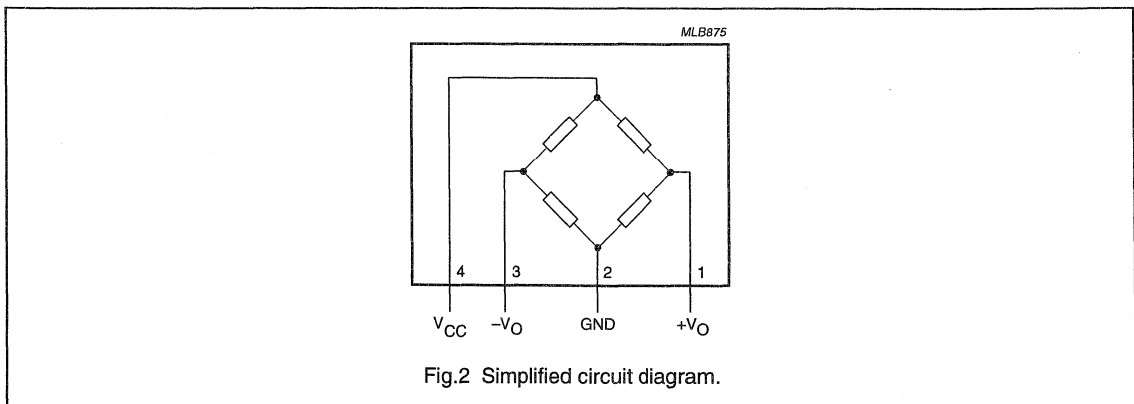 MLB875
4 3 2 1
VCC −VO GND +VO
Fig.2 Simplified circuit diagram.